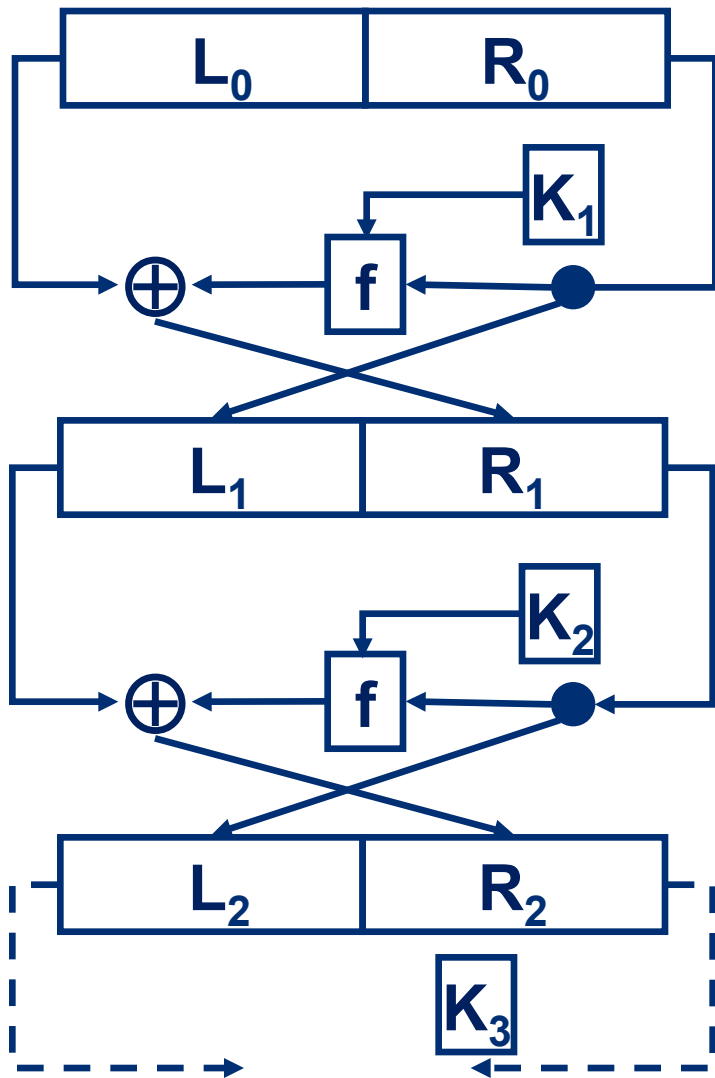 L₀ R₀
K₁
⊕ f
L₁ R₁
K₂
⊕ f
L₂ R₂
K₃